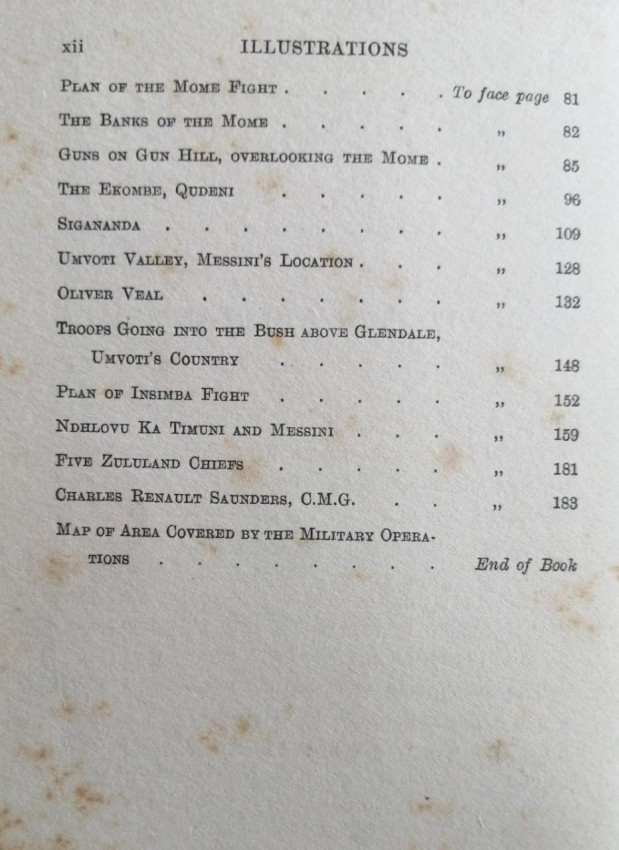 xii ILLUSTRATIONS
PLAN OF THE MOME FIGHT . . . . . To face page 81
THE BANKS OF THE MOME . . . . . „ 82
GUNS ON GUN HILL, OVERLOOKING THE MOME . „ 85
THE EKOMBE, QUDENI . . . . . „ 96
SIGANANDA . . . . . . . . „ 109
UMVOTI VALLEY, MESSINI'S LOCATION . . . „ 128
OLIVER VEAL . . . . . . . „ 132
TROOPS GOING INTO THE BUSH ABOVE GLENDALE,
UMVOTI'S COUNTRY . . . . . „ 148
PLAN OF INSIMBA FIGHT . . . . . „ 152
NDHLOVU KA TIMUNI AND MESSINI . . . „ 159
FIVE ZULULAND CHIEFS . . . . . „ 181
CHARLES RENAULT SAUNDERS, C.M.G. . . „ 183
MAP OF AREA COVERED BY THE MILITARY OPERA-
TIONS . . . . . . . . End of Book